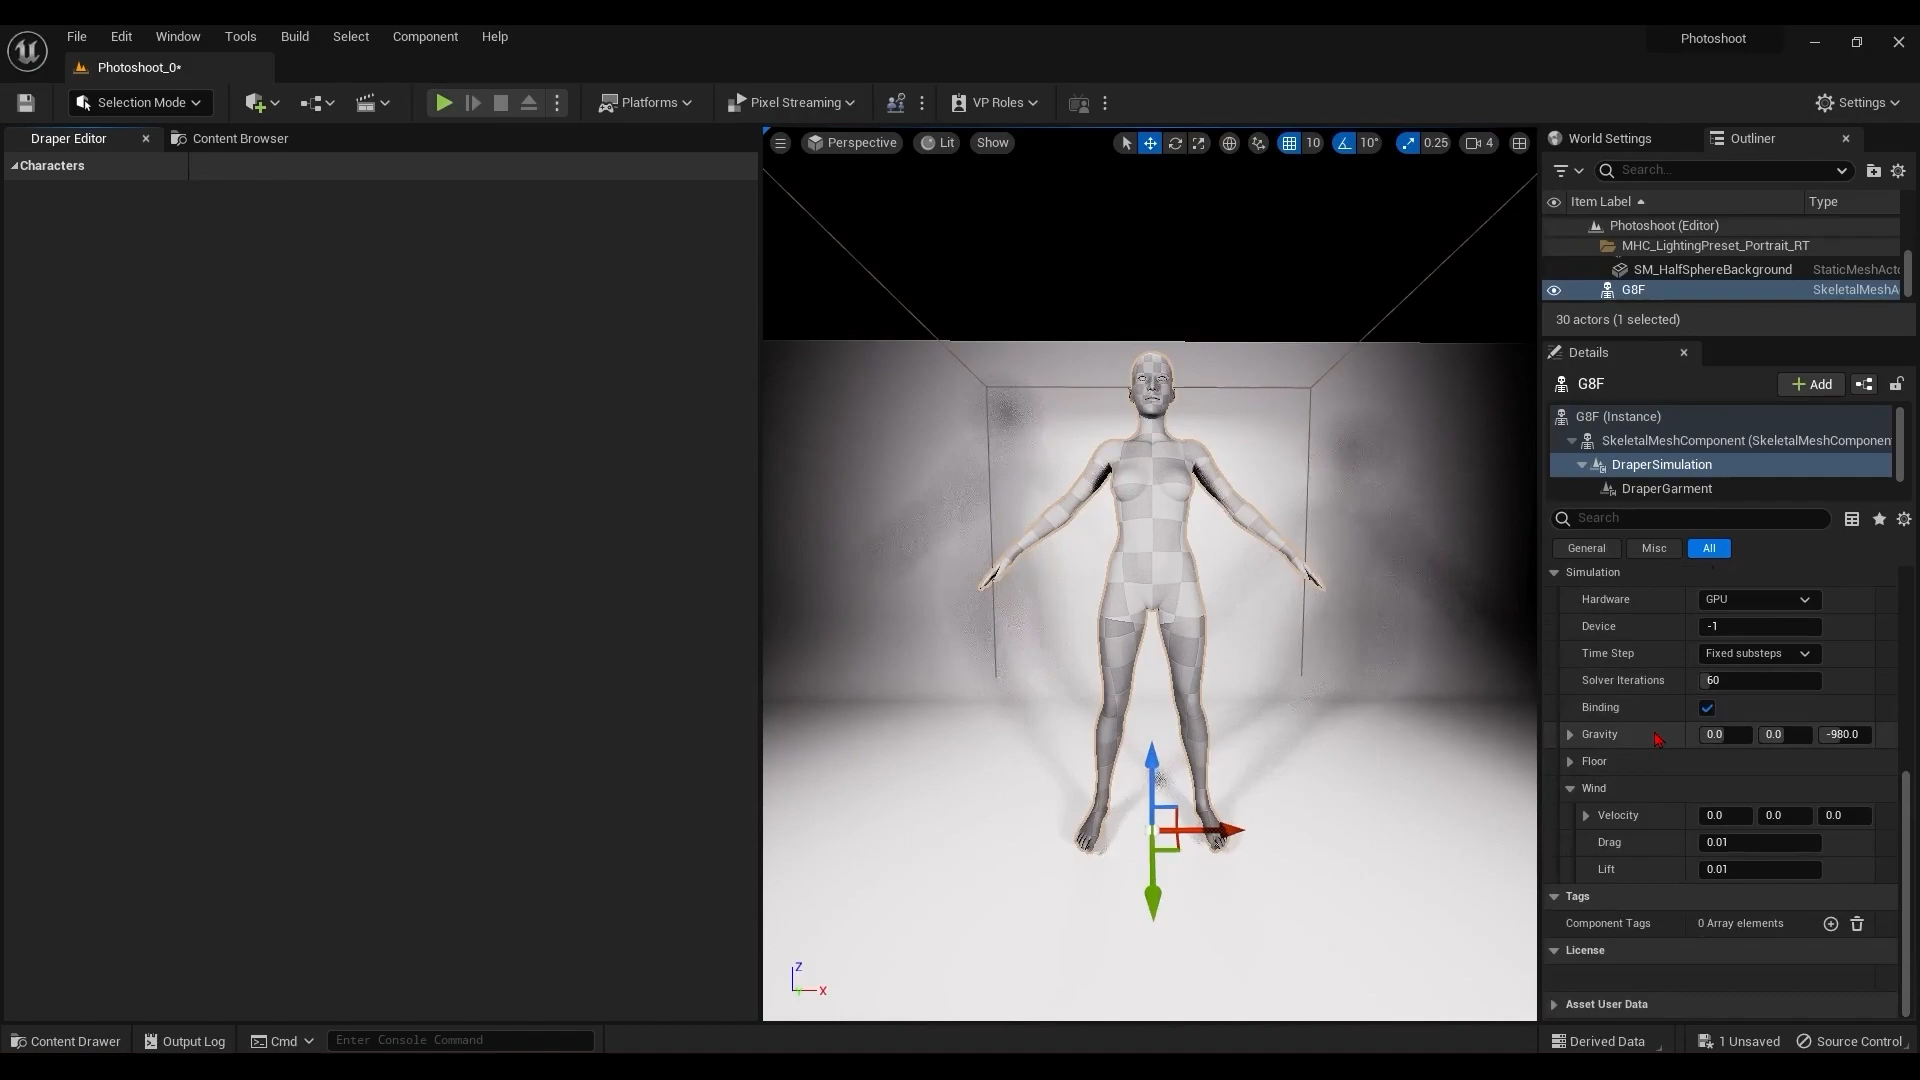 File Edit Window Tools Build Select Component Help
Photoshoot
Photoshoot_0*
Selection Mode
Platforms
Pixel Streaming
VP Roles
Settings
Draper Editor
Content Browser
Characters
Perspective
Lit
Show
10
10°
0.25
4
Z
X
World Settings
Outliner
Search...
Item Label
Type
Photoshoot (Editor)
MHC_LightingPreset_Portrait_RT
SM_HalfSphereBackground StaticMeshActo
G8F SkeletalMeshA
30 actors (1 selected)
Details
G8F
Add
G8F (Instance)
SkeletalMeshComponent (SkeletalMeshComponen
DraperSimulation
DraperGarment
Search
General
Misc
All
Simulation
Hardware GPU
Device -1
Time Step Fixed substeps
Solver Iterations 60
Binding
Gravity 0.0 0.0 -980.0
Floor
Wind
Velocity 0.0 0.0 0.0
Drag 0.01
Lift 0.01
Tags
Component Tags 0 Array elements
License
Asset User Data
Content Drawer
Output Log
Cmd
Enter Console Command
Derived Data
1 Unsaved
Source Control